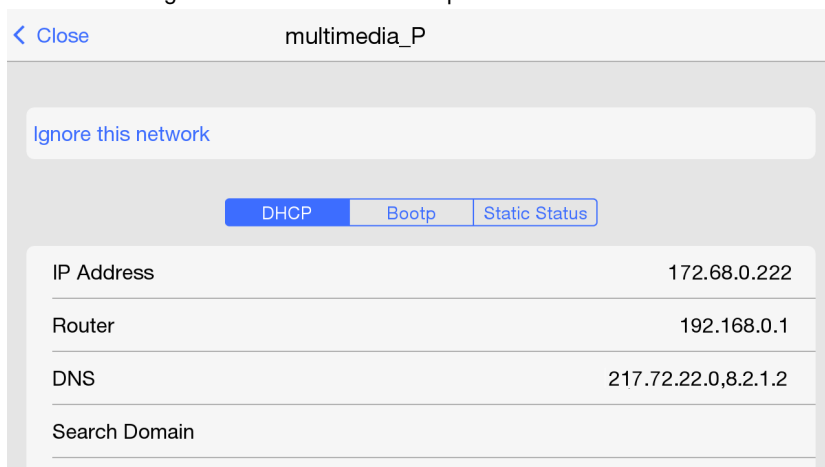 Close
multimedia_P
Ignore this network
DHCP Bootp Static Status
IP Address 172.68.0.222
Router 192.168.0.1
DNS 217.72.22.0,8.2.1.2
Search Domain